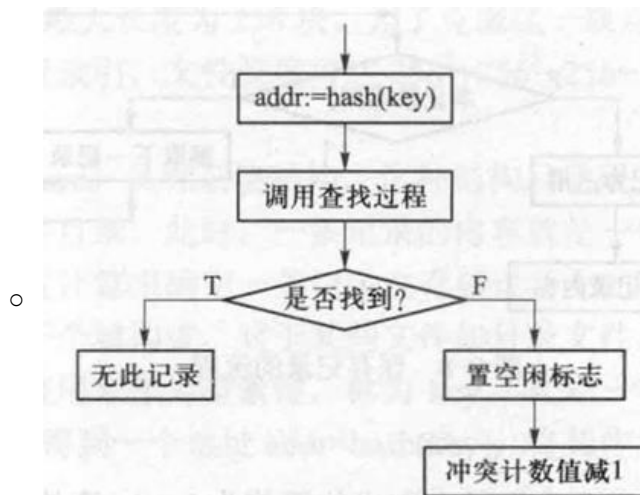 addr:=hash(key)
调用查找过程
是否找到?
T
F
无此记录
置空闲标志
冲突计数值减1